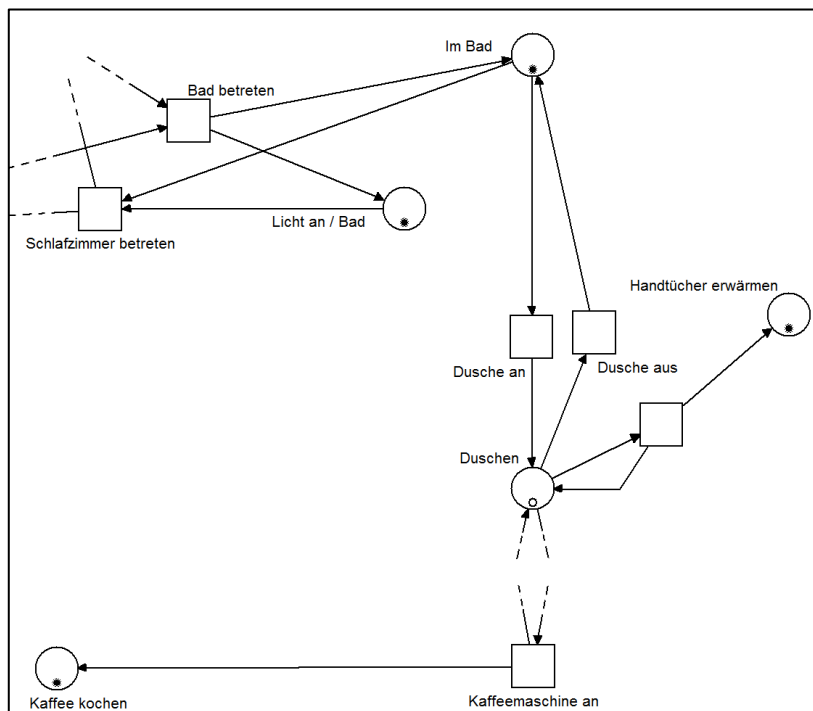 Im Bad
Bad betreten
Licht an / Bad
Schlafzimmer betreten
Handtücher erwärmen
Dusche an
Dusche aus
Duschen
Kaffee kochen
Kaffeemaschine an